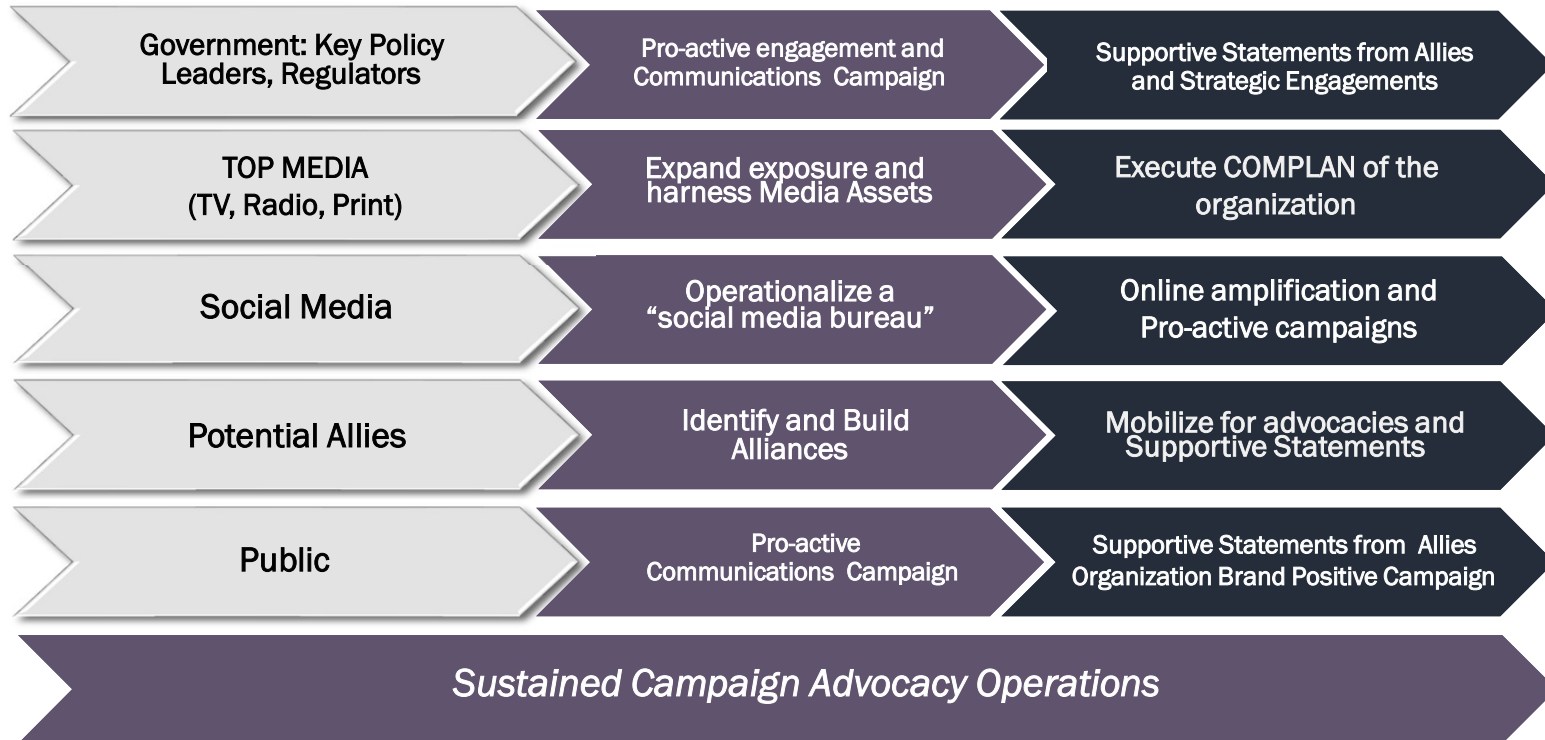 Government: Key Policy
Leaders, Regulators
Pro-active engagement and
Communications Campaign
Supportive Statements from Allies
and Strategic Engagements
TOP MEDIA
(TV, Radio, Print)
Expand exposure and
harness Media Assets
Execute COMPLAN of the
organization
Social Media
Operationalize a
“social media bureau”
Online amplification and
Pro-active campaigns
Potential Allies
Identify and Build
Alliances
Mobilize for advocacies and
Supportive Statements
Public
Pro-active
Communications Campaign
Supportive Statements from Allies
Organization Brand Positive Campaign
Sustained Campaign Advocacy Operations